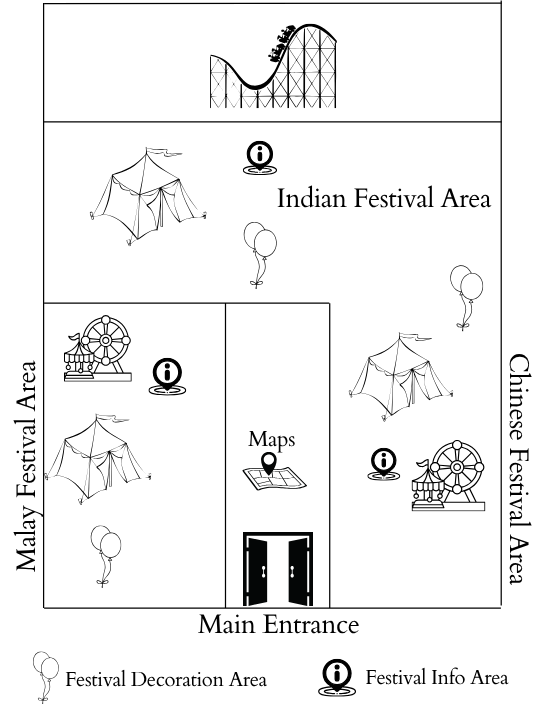 Indian Festival Area
Malay Festival Area
Chinese Festival Area
Maps
Main Entrance
Festival Decoration Area
Festival Info Area